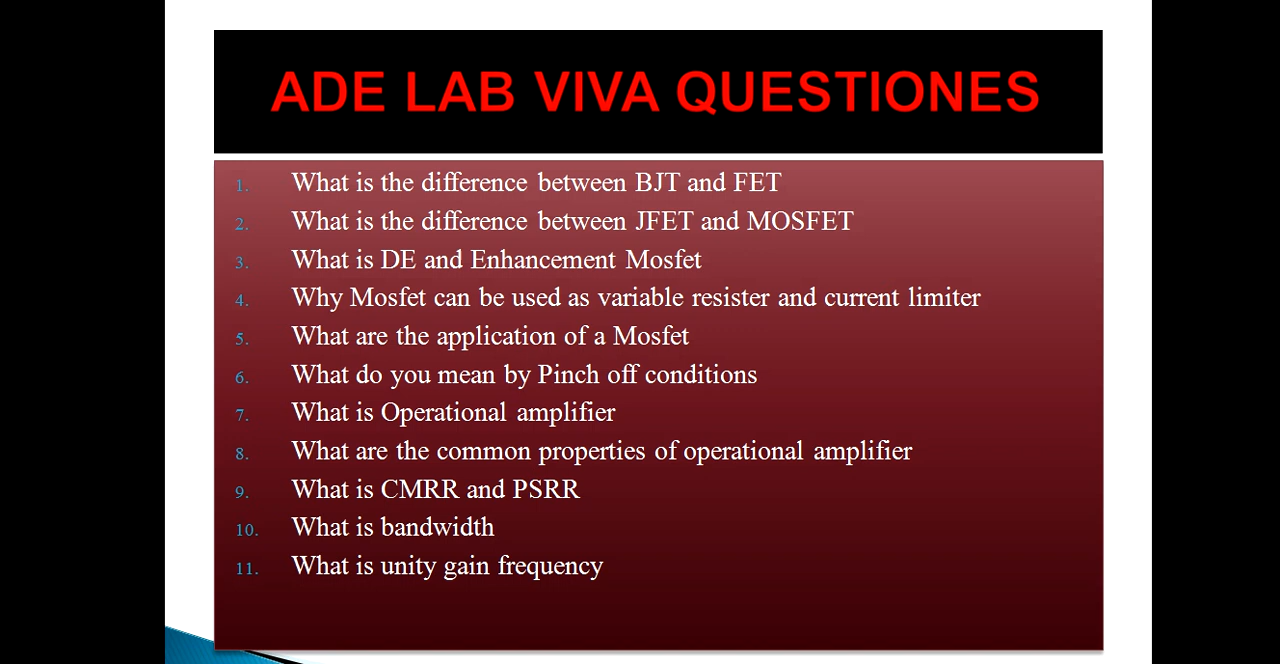 ADE LAB VIVA QUESTIONES
1. What is the difference between BJT and FET
2. What is the difference between JFET and MOSFET
3. What is DE and Enhancement Mosfet
4. Why Mosfet can be used as variable resister and current limiter
5. What are the application of a Mosfet
6. What do you mean by Pinch off conditions
7. What is Operational amplifier
8. What are the common properties of operational amplifier
9. What is CMRR and PSRR
10. What is bandwidth
11. What is unity gain frequency